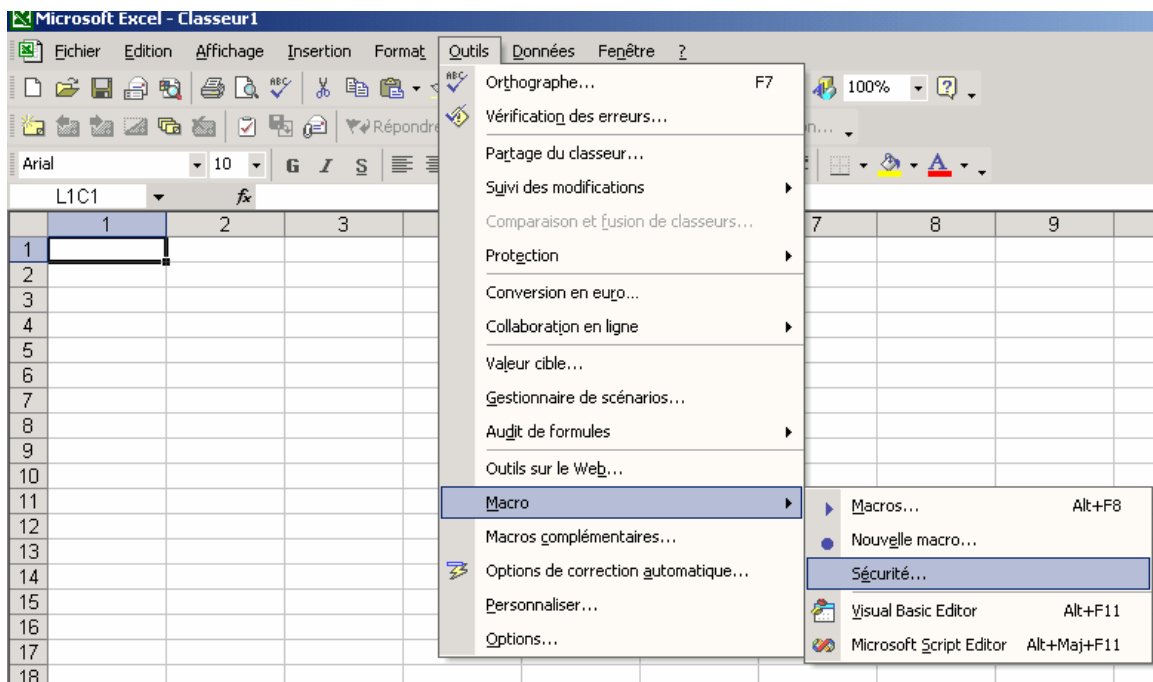 Microsoft Excel - Classeur1
Fichier Edition Affichage Insertion Format Outils Données Fenêtre ?
100%
Répondre
Arial 10 G I S
L1C1 fx
1 2 3 7 8 9
1
2
3
4
5
6
7
8
9
10
11
12
13
14
15
16
17
18
Orthographe... F7
Vérification des erreurs...
Partage du classeur...
Suivi des modifications
Comparaison et fusion de classeurs...
Protection
Conversion en euro...
Collaboration en ligne
Valeur cible...
Gestionnaire de scénarios...
Audit de formules
Outils sur le Web...
Macro
Macros complémentaires...
Options de correction automatique...
Personnaliser...
Options...
Macros... Alt+F8
Nouvelle macro...
Sécurité...
Visual Basic Editor Alt+F11
Microsoft Script Editor Alt+Maj+F11